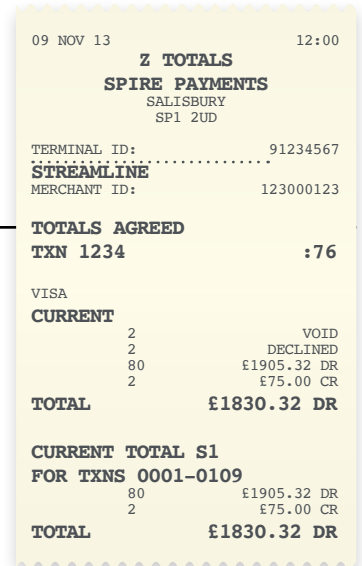 09 NOV 13 12:00
Z TOTALS
SPIRE PAYMENTS
SALISBURY
SP1 2UD
TERMINAL ID: 91234567
STREAMLINE
MERCHANT ID: 123000123
TOTALS AGREED
TXN 1234 :76
VISA
CURRENT
2 VOID
2 DECLINED
80 £1905.32 DR
2 £75.00 CR
TOTAL £1830.32 DR
CURRENT TOTAL S1
FOR TXNS 0001-0109
80 £1905.32 DR
2 £75.00 CR
TOTAL £1830.32 DR